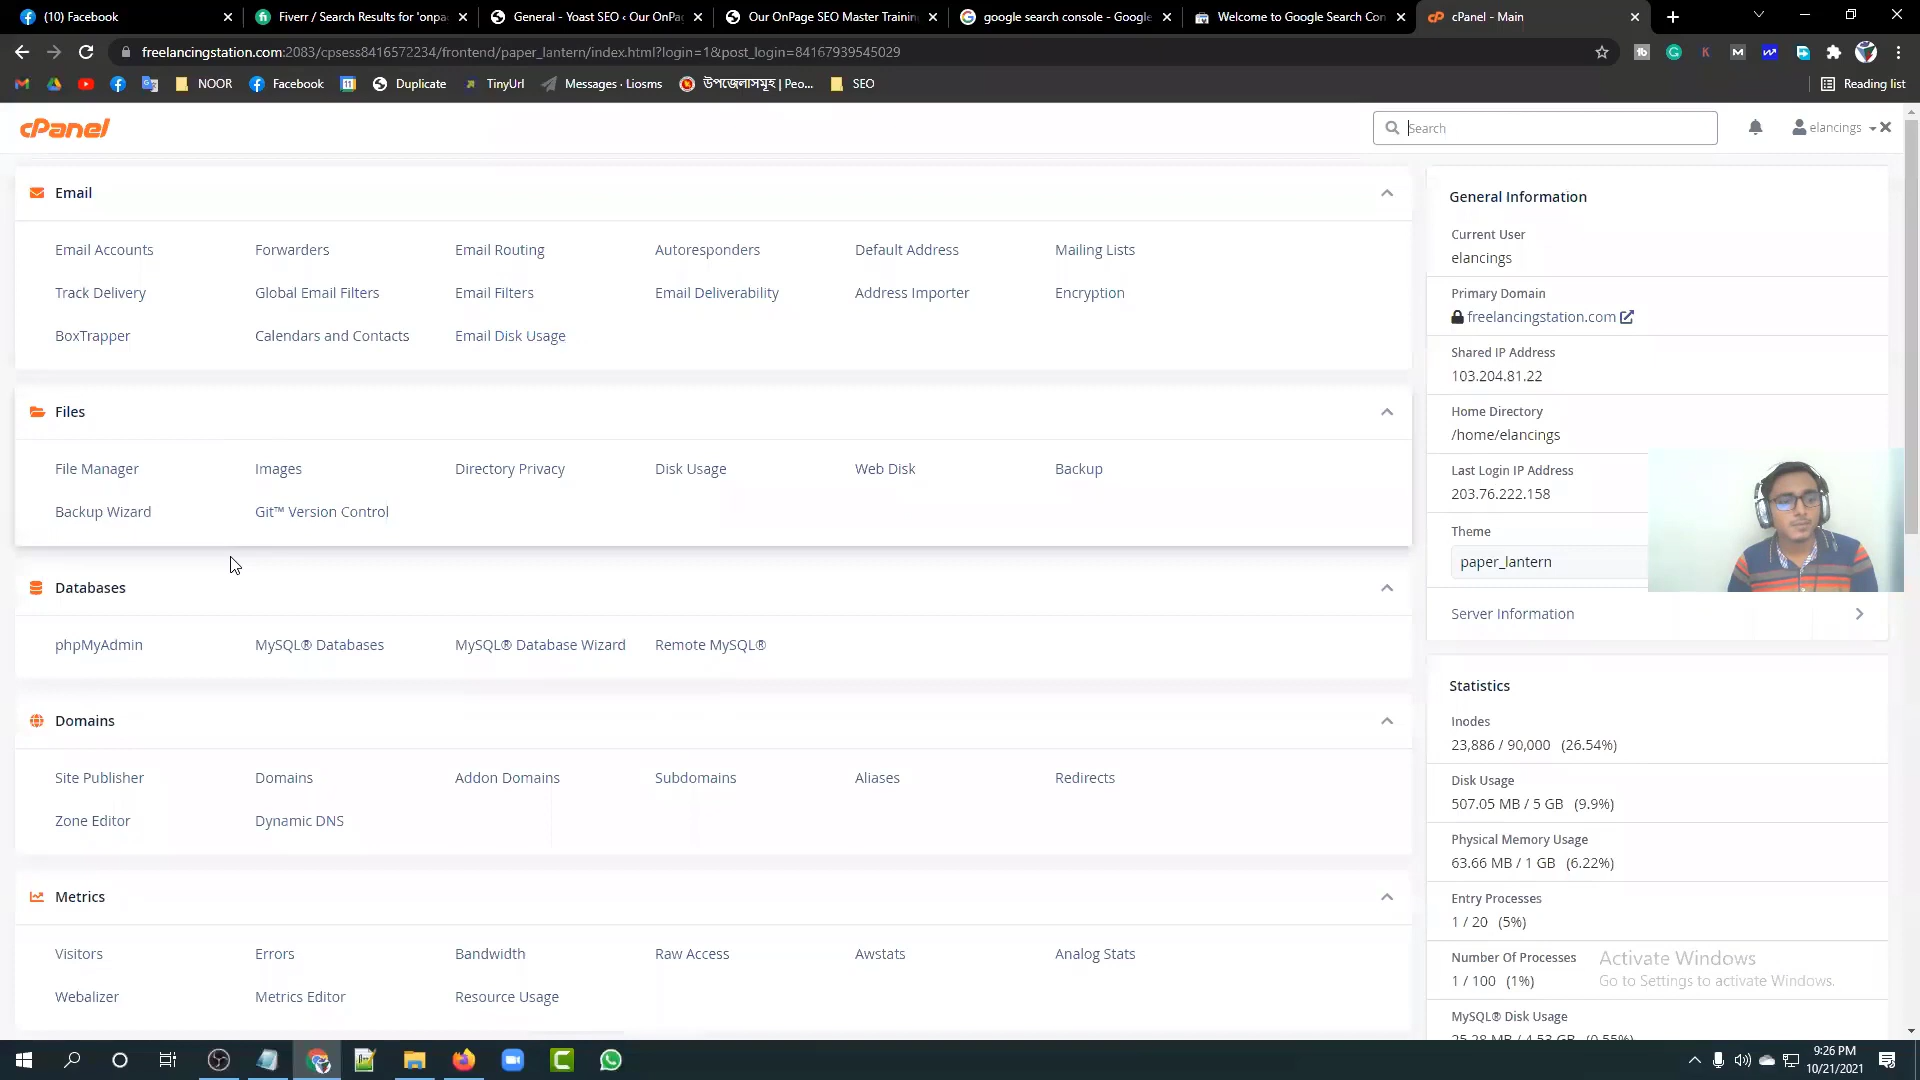 (10) Facebook
Fiverr / Search Results for 'onpa
General - Yoast SEO ‹ Our OnPa
Our OnPage SEO Master Trainin
google search console - Google
Welcome to Google Search Con
cPanel - Main
freelancingstation.com:2083/cpsess8416572234/frontend/paper_lantern/index.html?login=1&post_login=84167939545029
NOOR
Facebook
Duplicate
TinyUrl
Messages · Liosms
উপজেলাসমূহ | Peo...
SEO
Reading list
cPanel
Search
elancings
Email
Email Accounts Forwarders Email Routing Autoresponders Default Address Mailing Lists
Track Delivery Global Email Filters Email Filters Email Deliverability Address Importer Encryption
BoxTrapper Calendars and Contacts Email Disk Usage
Files
File Manager Images Directory Privacy Disk Usage Web Disk Backup
Backup Wizard Git™ Version Control
Databases
phpMyAdmin MySQL® Databases MySQL® Database Wizard Remote MySQL®
Domains
Site Publisher Domains Addon Domains Subdomains Aliases Redirects
Zone Editor Dynamic DNS
Metrics
Visitors Errors Bandwidth Raw Access Awstats Analog Stats
Webalizer Metrics Editor Resource Usage
General Information
Current User
elancings
Primary Domain
freelancingstation.com
Shared IP Address
103.204.81.22
Home Directory
/home/elancings
Last Login IP Address
203.76.222.158
Theme
paper_lantern
Server Information
Statistics
Inodes
23,886 / 90,000 (26.54%)
Disk Usage
507.05 MB / 5 GB (9.9%)
Physical Memory Usage
63.66 MB / 1 GB (6.22%)
Entry Processes
1 / 20 (5%)
Number Of Processes
1 / 100 (1%)
MySQL® Disk Usage
25.28 MB / 4.53 GB (0.55%)
Activate Windows
Go to Settings to activate Windows.
9:26 PM
10/21/2021